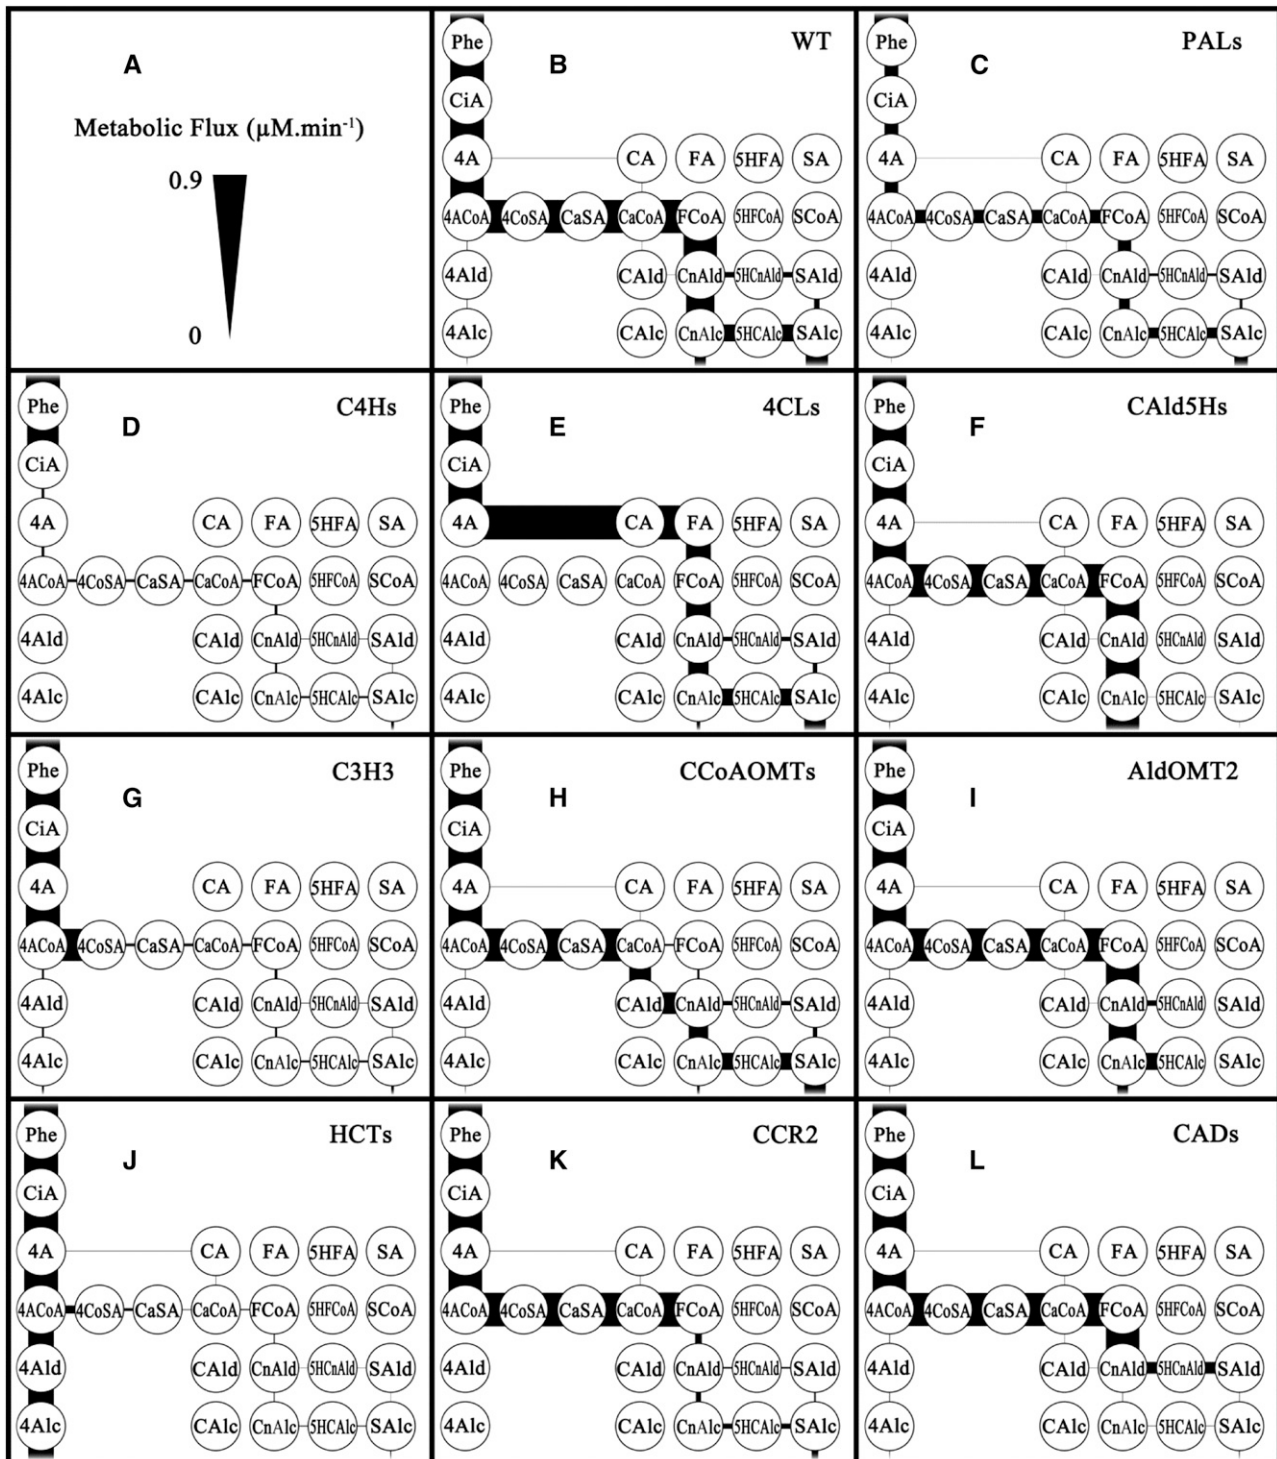 A
Metabolic Flux (µM.min⁻¹)
0.9
0
B
WT
Phe
CiA
4A CA FA 5HFA SA
4ACoA 4CoSA CaSA CaCoA FCoA 5HFCoA SCoA
4Ald CAld CnAld 5HCnAld SAld
4Alc CAlc CnAlc 5HCAlc SAlc
C
PALs
Phe
CiA
4A CA FA 5HFA SA
4ACoA 4CoSA CaSA CaCoA FCoA 5HFCoA SCoA
4Ald CAld CnAld 5HCnAld SAld
4Alc CAlc CnAlc 5HCAlc SAlc
D
C4Hs
Phe
CiA
4A CA FA 5HFA SA
4ACoA 4CoSA CaSA CaCoA FCoA 5HFCoA SCoA
4Ald CAld CnAld 5HCnAld SAld
4Alc CAlc CnAlc 5HCAlc SAlc
E
4CLs
Phe
CiA
4A CA FA 5HFA SA
4ACoA 4CoSA CaSA CaCoA FCoA 5HFCoA SCoA
4Ald CAld CnAld 5HCnAld SAld
4Alc CAlc CnAlc 5HCAlc SAlc
F
CAld5Hs
Phe
CiA
4A CA FA 5HFA SA
4ACoA 4CoSA CaSA CaCoA FCoA 5HFCoA SCoA
4Ald CAld CnAld 5HCnAld SAld
4Alc CAlc CnAlc 5HCAlc SAlc
G
C3H3
Phe
CiA
4A CA FA 5HFA SA
4ACoA 4CoSA CaSA CaCoA FCoA 5HFCoA SCoA
4Ald CAld CnAld 5HCnAld SAld
4Alc CAlc CnAlc 5HCAlc SAlc
H
CCoAOMTs
Phe
CiA
4A CA FA 5HFA SA
4ACoA 4CoSA CaSA CaCoA FCoA 5HFCoA SCoA
4Ald CAld CnAld 5HCnAld SAld
4Alc CAlc CnAlc 5HCAlc SAlc
I
AldOMT2
Phe
CiA
4A CA FA 5HFA SA
4ACoA 4CoSA CaSA CaCoA FCoA 5HFCoA SCoA
4Ald CAld CnAld 5HCnAld SAld
4Alc CAlc CnAlc 5HCAlc SAlc
J
HCTs
Phe
CiA
4A CA FA 5HFA SA
4ACoA 4CoSA CaSA CaCoA FCoA 5HFCoA SCoA
4Ald CAld CnAld 5HCnAld SAld
4Alc CAlc CnAlc 5HCAlc SAlc
K
CCR2
Phe
CiA
4A CA FA 5HFA SA
4ACoA 4CoSA CaSA CaCoA FCoA 5HFCoA SCoA
4Ald CAld CnAld 5HCnAld SAld
4Alc CAlc CnAlc 5HCAlc SAlc
L
CADs
Phe
CiA
4A CA FA 5HFA SA
4ACoA 4CoSA CaSA CaCoA FCoA 5HFCoA SCoA
4Ald CAld CnAld 5HCnAld SAld
4Alc CAlc CnAlc 5HCAlc SAlc